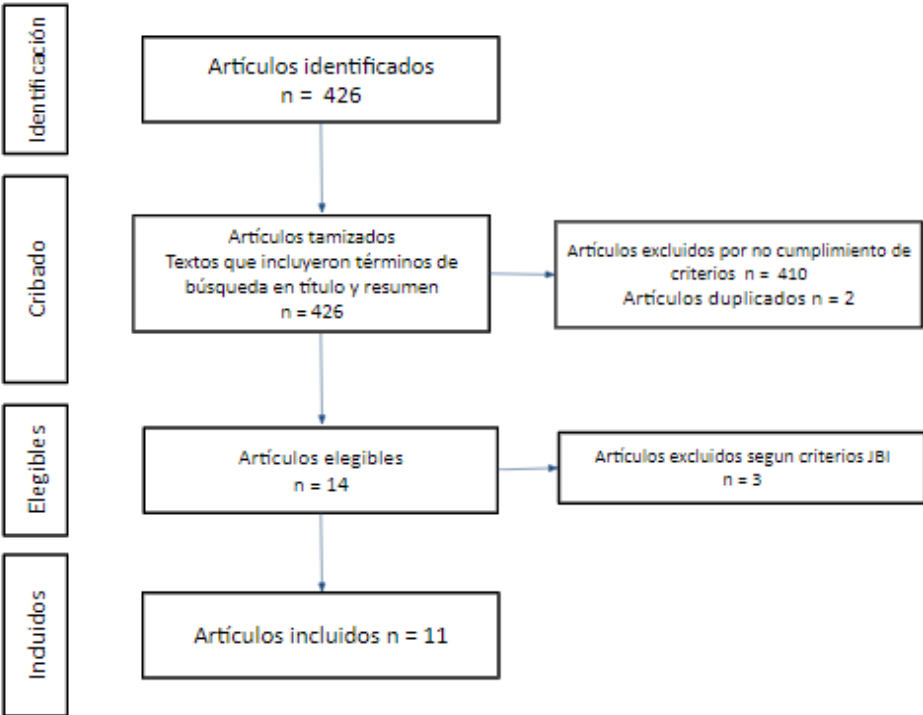 Identificación
Artículos identificados
n = 426
Cribado
Artículos tamizados
Textos que incluyeron términos de
búsqueda en título y resumen
n = 426
Artículos excluidos por no cumplimiento de
criterios n = 410
Artículos duplicados n = 2
Elegibles
Artículos elegibles
n = 14
Artículos excluidos segun criterios JBI
n = 3
Incluidos
Artículos incluidos n = 11